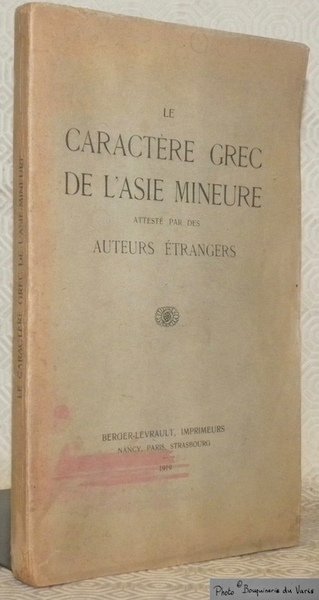 LE
CARACTÈRE GREC
DE L'ASIE MINEURE
ATTESTÉ PAR DES
AUTEURS ÉTRANGERS
BERGER-LEVRAULT, IMPRIMEURS
NANCY, PARIS, STRASBOURG
1919
LE CARACTÈRE GREC DE L'ASIE MINEURE
Photo © Bouquinerie du Varis